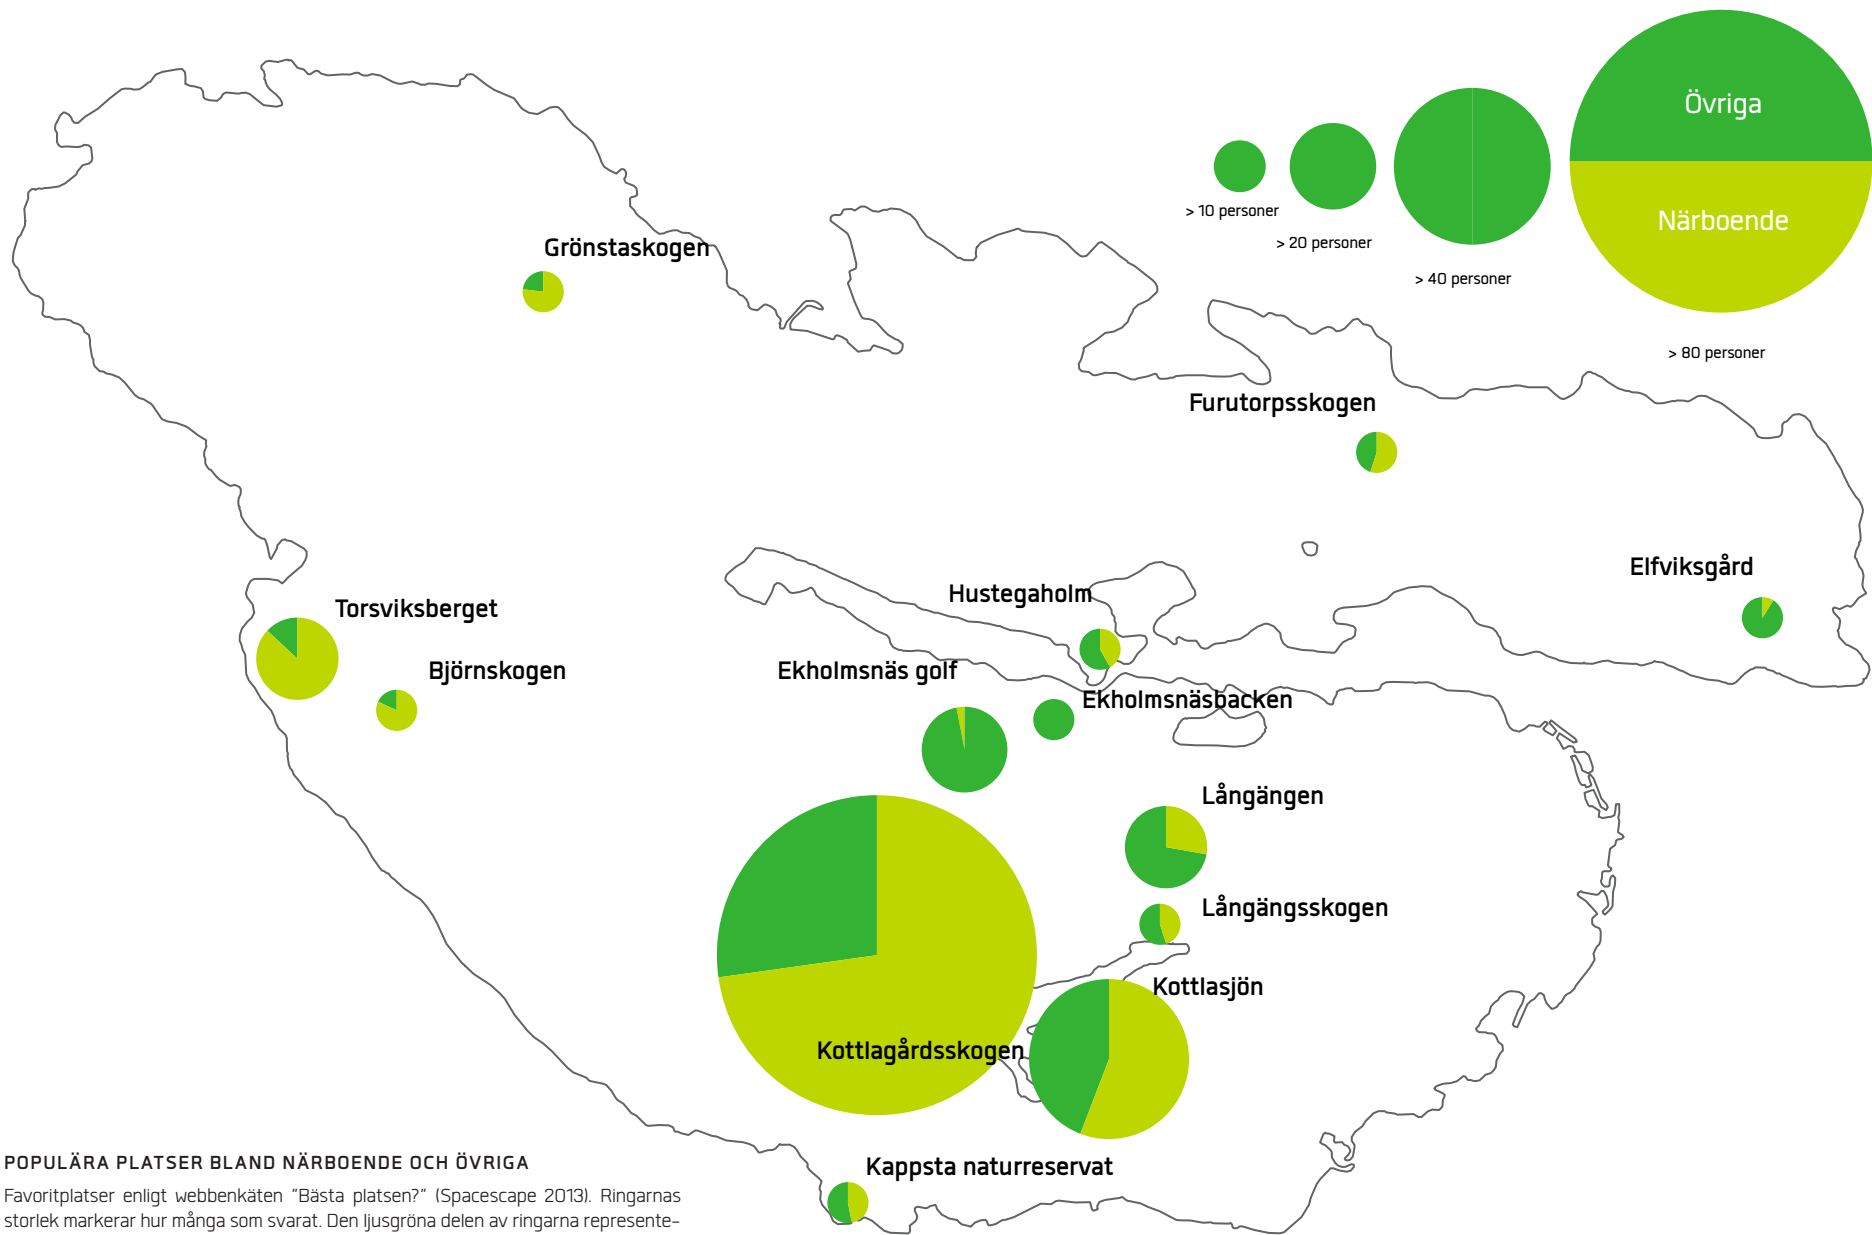 Övriga
Närboende
> 10 personer
> 20 personer
> 40 personer
> 80 personer
Grönstaskogen
Furutorpsskogen
Elfviksgård
Hustegaholm
Torsviksberget
Björnskogen
Ekholmsnäs golf
Ekholmsnäsbacken
Långängen
Långängsskogen
Kottlasjön
Kottlagårdsskogen
Kappsta naturreservat
POPULÄRA PLATSER BLAND NÄRBOENDE OCH ÖVRIGA
Favoritplatser enligt webbenkäten "Bästa platsen?" (Spacescape 2013). Ringarnas
storlek markerar hur många som svarat. Den ljusgröna delen av ringarna represente-